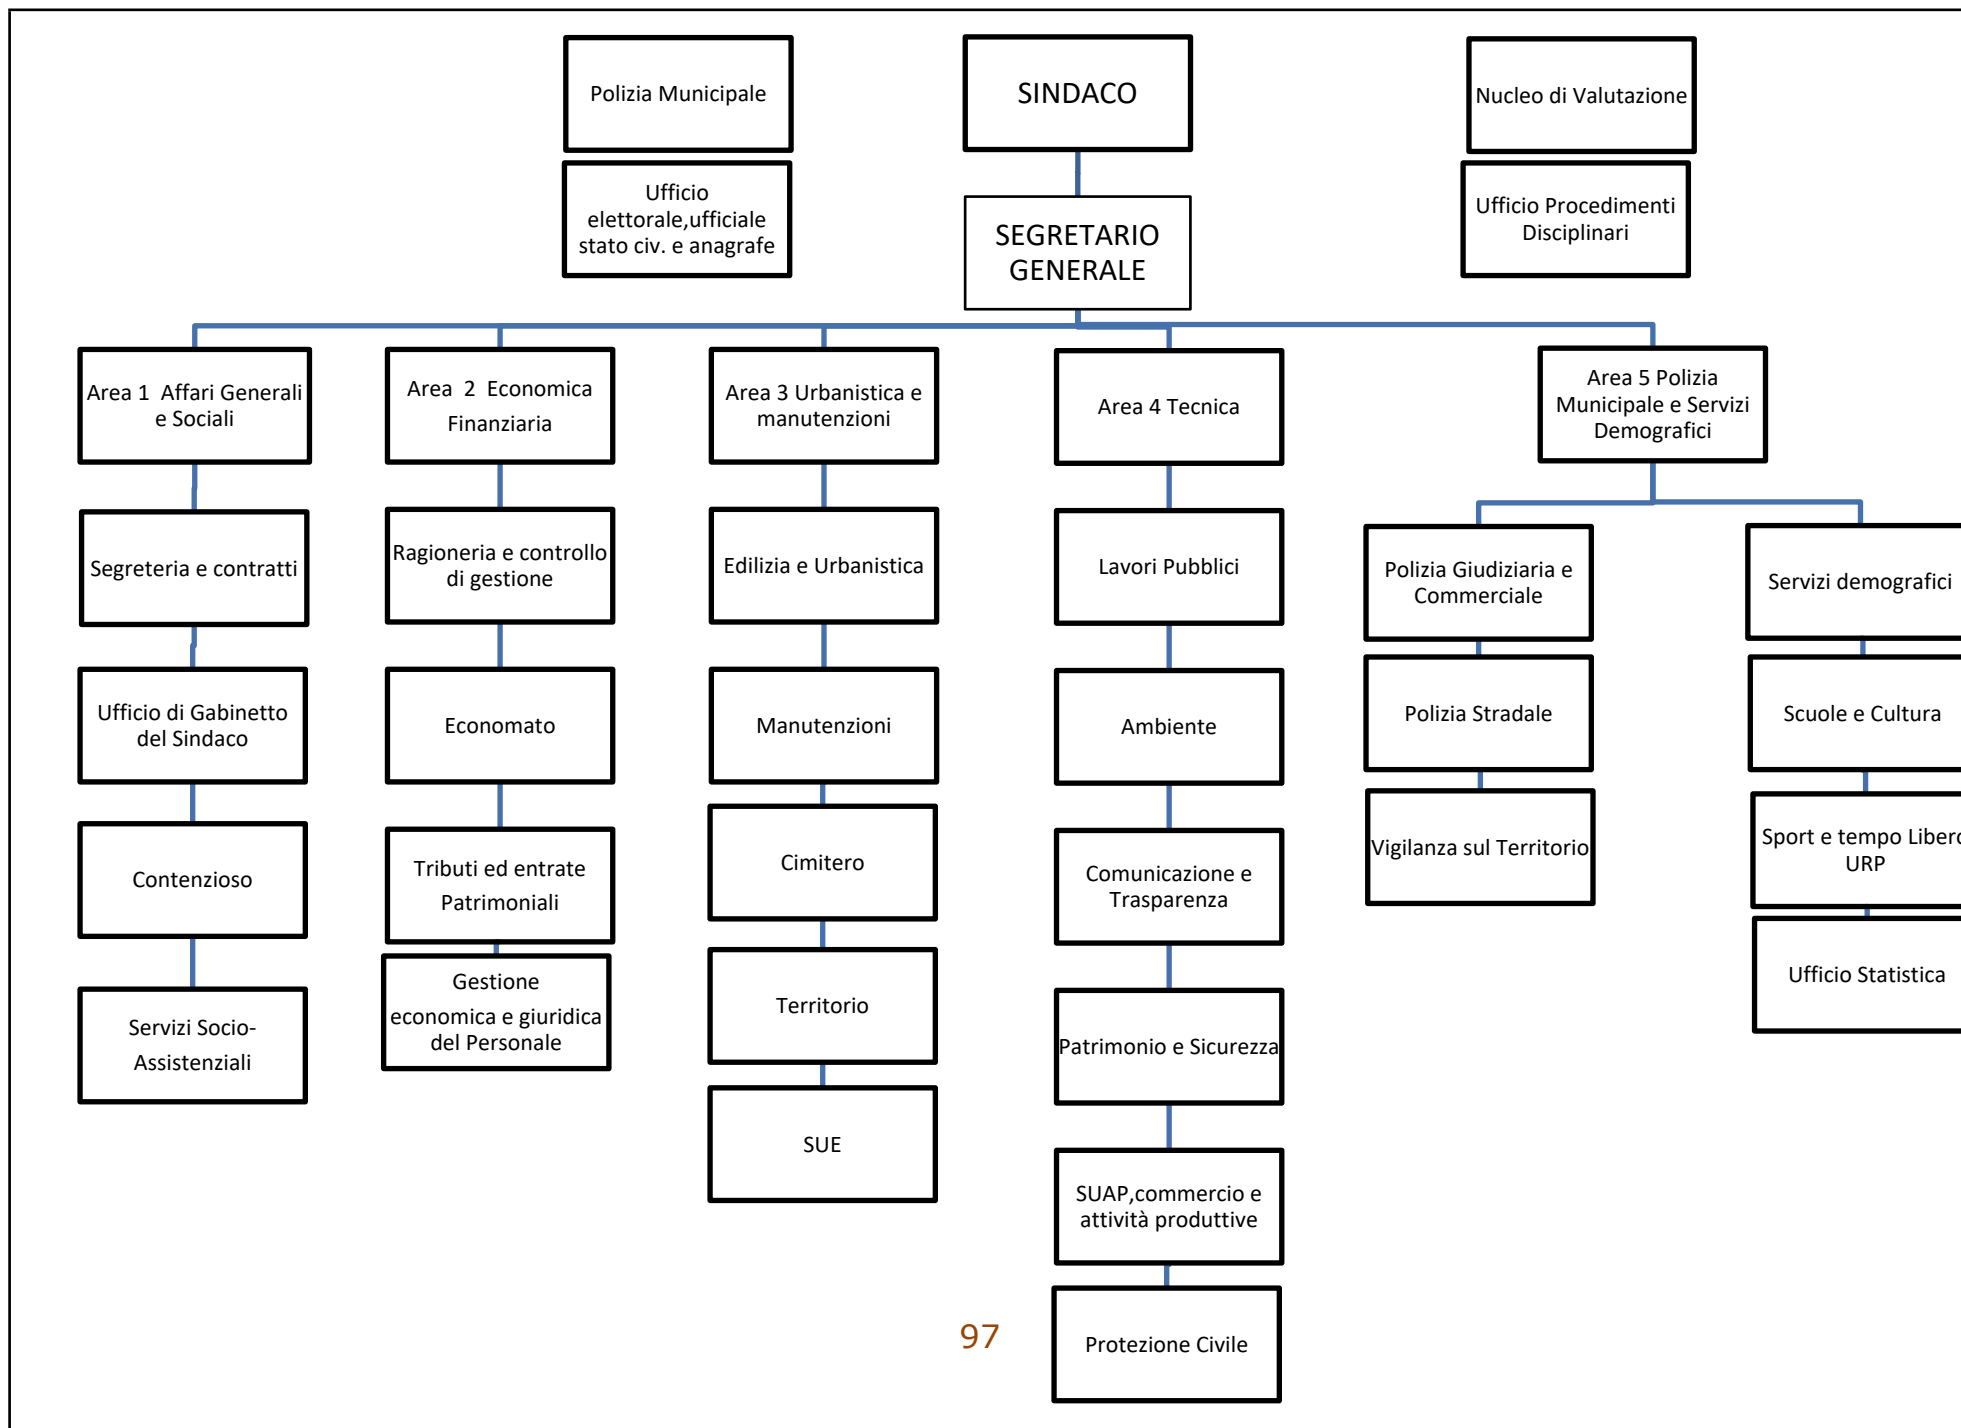 Polizia Municipale
SINDACO
Nucleo di Valutazione
Ufficio
elettorale,ufficiale
stato civ. e anagrafe
SEGRETARIO
GENERALE
Ufficio Procedimenti
Disciplinari
Area 1  Affari Generali
e Sociali
Area  2  Economica
Finanziaria
Area 3 Urbanistica e
manutenzioni
Area 4 Tecnica
Area 5 Polizia
Municipale e Servizi
Demografici
Segreteria e contratti
Ragioneria e controllo
di gestione
Edilizia e Urbanistica
Lavori Pubblici
Polizia Giudiziaria e
Commerciale
Servizi demografici
Ufficio di Gabinetto
del Sindaco
Economato
Manutenzioni
Ambiente
Polizia Stradale
Scuole e Cultura
Contenzioso
Tributi ed entrate
Patrimoniali
Cimitero
Comunicazione e
Trasparenza
Vigilanza sul Territorio
Sport e tempo Libero
URP
Servizi Socio-
Assistenziali
Gestione
economica e giuridica
del Personale
Territorio
Patrimonio e Sicurezza
Ufficio Statistica
SUE
SUAP,commercio e
attività produttive
Protezione Civile
97